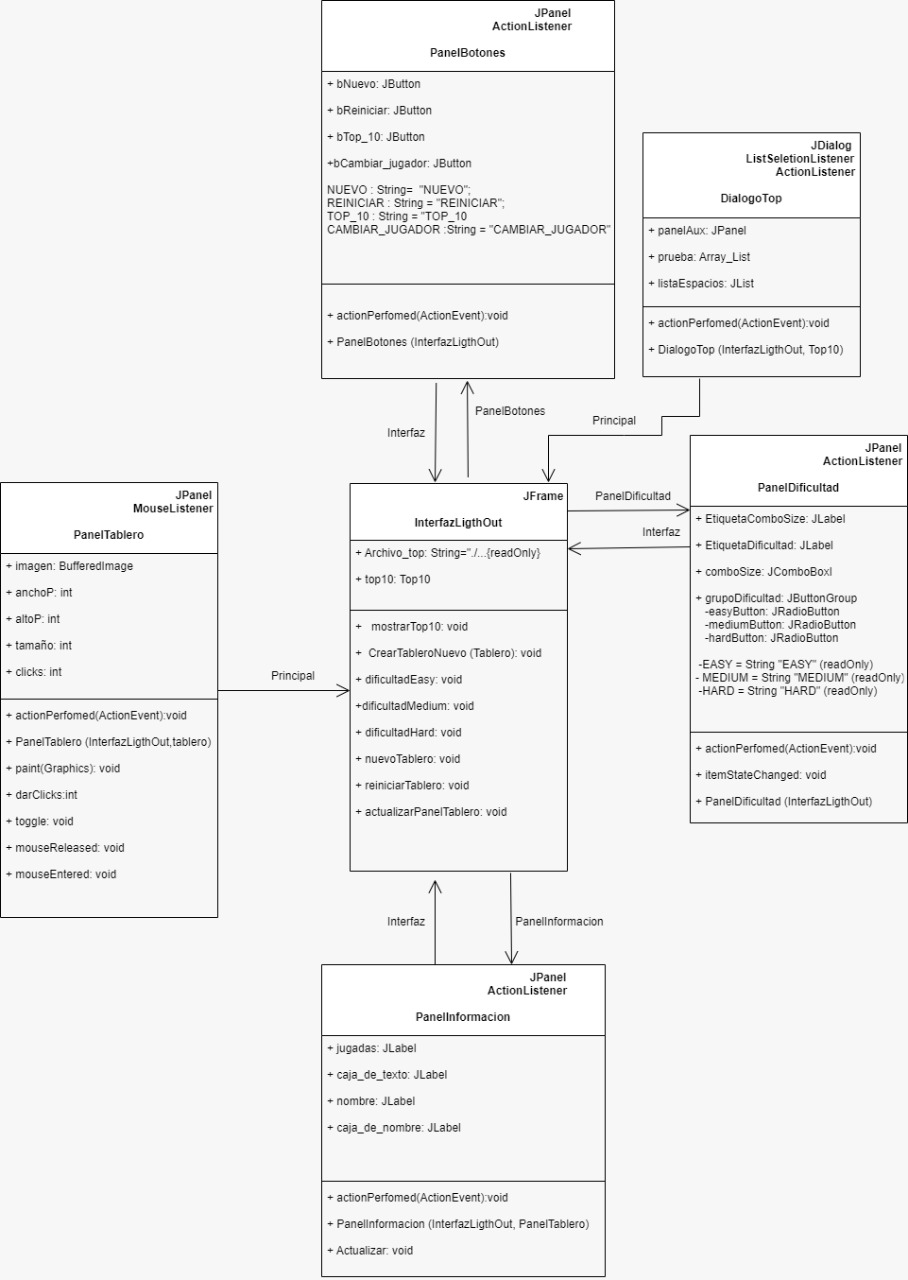 JPanel
ActionListener
PanelBotones
+ bNuevo: JButton
+ bReiniciar: JButton
+ bTop_10: JButton
+bCambiar_jugador: JButton
NUEVO : String=  "NUEVO";
REINICIAR : String = "REINICIAR";
TOP_10 : String = "TOP_10
CAMBIAR_JUGADOR :String = "CAMBIAR_JUGADOR"
+ actionPerfomed(ActionEvent):void
+ PanelBotones (InterfazLigthOut)
JDialog
ListSeletionListener
ActionListener
DialogoTop
+ panelAux: JPanel
+ prueba: Array_List
+ listaEspacios: JList
+ actionPerfomed(ActionEvent):void
+ DialogoTop (InterfazLigthOut, Top10)
Interfaz
PanelBotones
Principal
JPanel
MouseListener
PanelTablero
+ imagen: BufferedImage
+ anchoP: int
+ altoP: int
+ tamaño: int
+ clicks: int
+ actionPerfomed(ActionEvent):void
+ PanelTablero (InterfazLigthOut,tablero)
+ paint(Graphics): void
+ darClicks:int
+ toggle: void
+ mouseReleased: void
+ mouseEntered: void
Principal
JFrame
InterfazLigthOut
+ Archivo_top: String="./...{readOnly}
+ top10: Top10
+   mostrarTop10: void
+  CrearTableroNuevo (Tablero): void
+ dificultadEasy: void
+dificultadMedium: void
+ dificultadHard: void
+ nuevoTablero: void
+ reiniciarTablero: void
+ actualizarPanelTablero: void
PanelDificultad
Interfaz
JPanel
ActionListener
PanelDificultad
+ EtiquetaComboSize: JLabel
+ EtiquetaDificultad: JLabel
+ comboSize: JComboBoxl
+ grupoDificultad: JButtonGroup
-easyButton: JRadioButton
-mediumButton: JRadioButton
-hardButton: JRadioButton
-EASY = String "EASY" (readOnly)
- MEDIUM = String "MEDIUM" (readOnly)
-HARD = String "HARD" (readOnly)
+ actionPerfomed(ActionEvent):void
+ itemStateChanged: void
+ PanelDificultad (InterfazLigthOut)
Interfaz
PanelInformacion
JPanel
ActionListener
PanelInformacion
+ jugadas: JLabel
+ caja_de_texto: JLabel
+ nombre: JLabel
+ caja_de_nombre: JLabel
+ actionPerfomed(ActionEvent):void
+ PanelInformacion (InterfazLigthOut, PanelTablero)
+ Actualizar: void